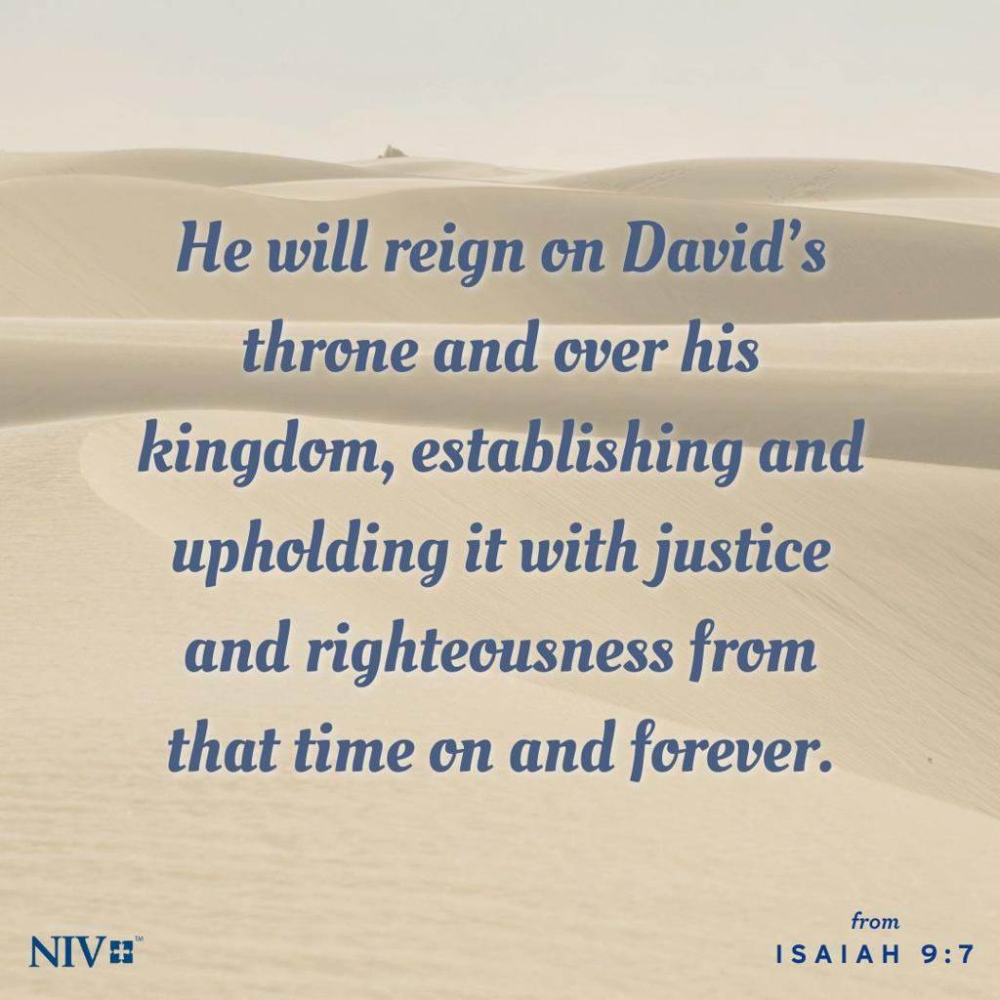 He will reign on David’s
throne and over his
kingdom, establishing and
upholding it with justice
and righteousness from
that time on and forever.
from
ISAIAH 9:7
NIV™